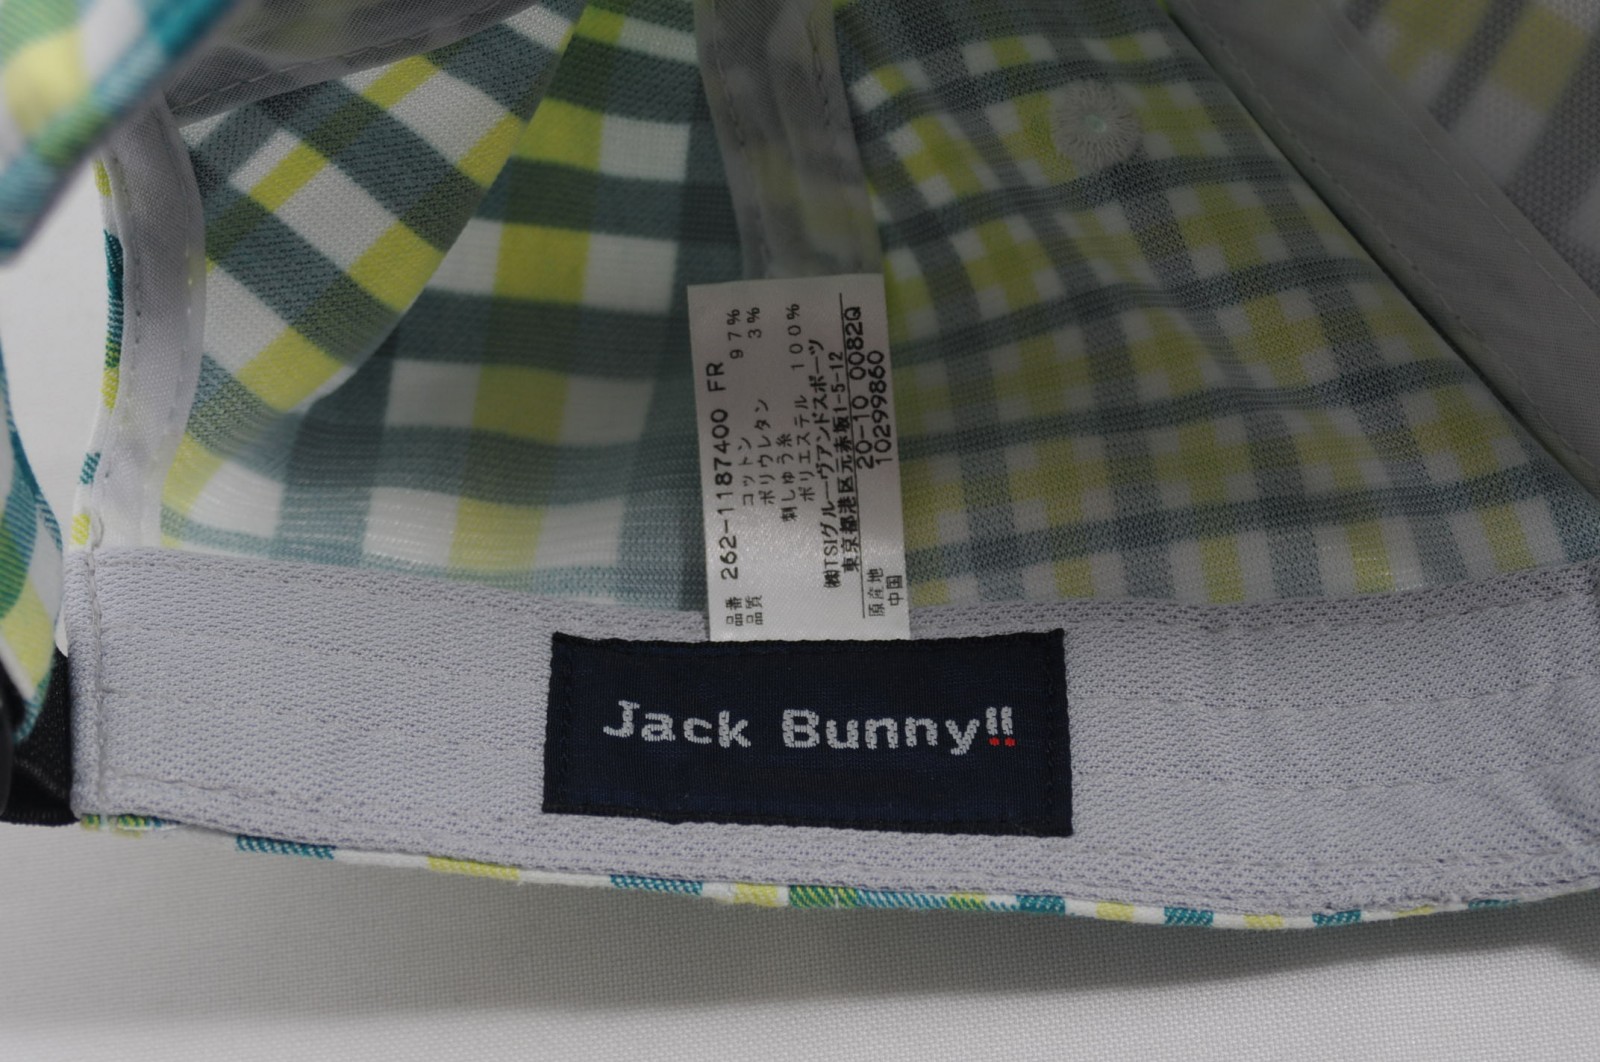 品番 262-1187400 FR
品質 コットン 97%
ポリウレタン 3%
刺しゅう糸
ポリエステル 100%
㈱TSIグルーヴアンドスポーツ
東京都港区元赤坂1-5-12
20-10 0082Q
原産地 10299860
中国
Jack Bunny!!